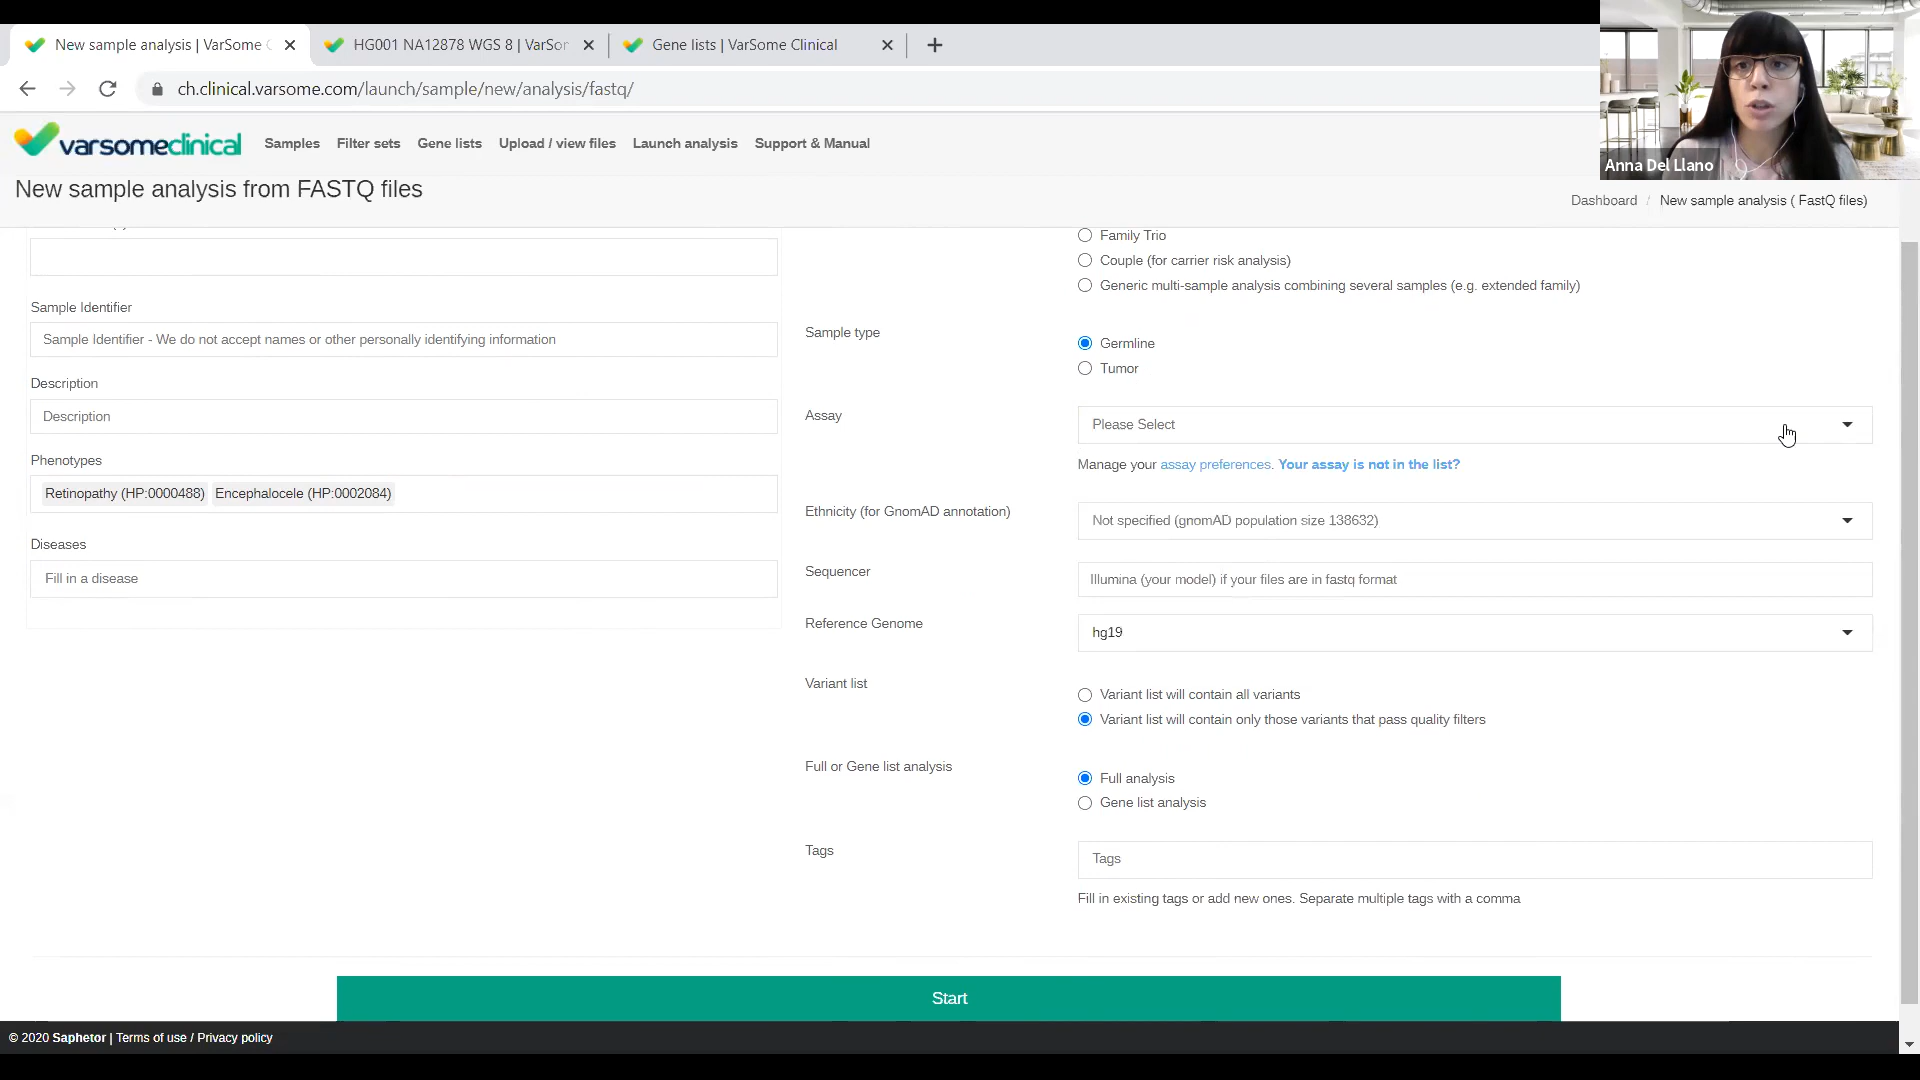 New sample analysis | VarSome
HG001 NA12878 WGS 8 | VarSo
Gene lists | VarSome Clinical
ch.clinical.varsome.com/launch/sample/new/analysis/fastq/
varsomeclinical
Samples
Filter sets
Gene lists
Upload / view files
Launch analysis
Support & Manual
Anna Del Llano
New sample analysis from FASTQ files
Dashboard / New sample analysis ( FastQ files)
Sample Identifier
Sample Identifier - We do not accept names or other personally identifying information
Description
Description
Phenotypes
Retinopathy (HP:0000488) Encephalocele (HP:0002084)
Diseases
Fill in a disease
Family Trio
Couple (for carrier risk analysis)
Generic multi-sample analysis combining several samples (e.g. extended family)
Sample type
Germline
Tumor
Assay
Please Select
Manage your assay preferences. Your assay is not in the list?
Ethnicity (for GnomAD annotation)
Not specified (gnomAD population size 138632)
Sequencer
Illumina (your model) if your files are in fastq format
Reference Genome
hg19
Variant list
Variant list will contain all variants
Variant list will contain only those variants that pass quality filters
Full or Gene list analysis
Full analysis
Gene list analysis
Tags
Tags
Fill in existing tags or add new ones. Separate multiple tags with a comma
Start
© 2020 Saphetor | Terms of use / Privacy policy